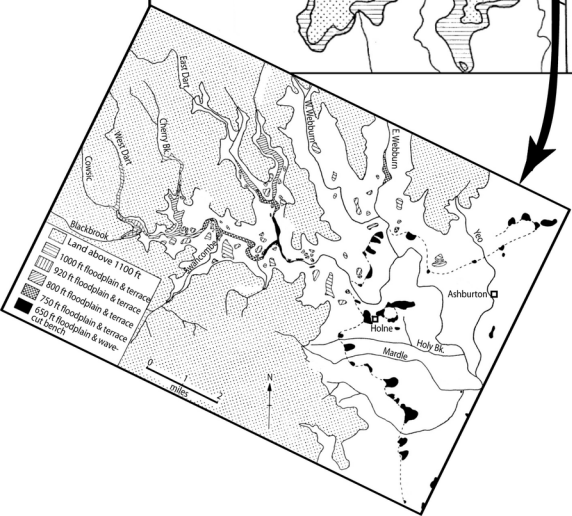 East Dart
W.Webburn
E.Webburn
Cherry Bk.
West Dart
Cowsic
Blackbrook
Swincombe
Yeo
Ashburton
Holne
Holy Bk.
Mardle
Land above 1100 ft
1000 ft floodplain & terrace
920 ft floodplain & terrace
800 ft floodplain & terrace
750 ft floodplain & terrace
650 ft floodplain & wave-
cut bench
0 1 2
miles
N